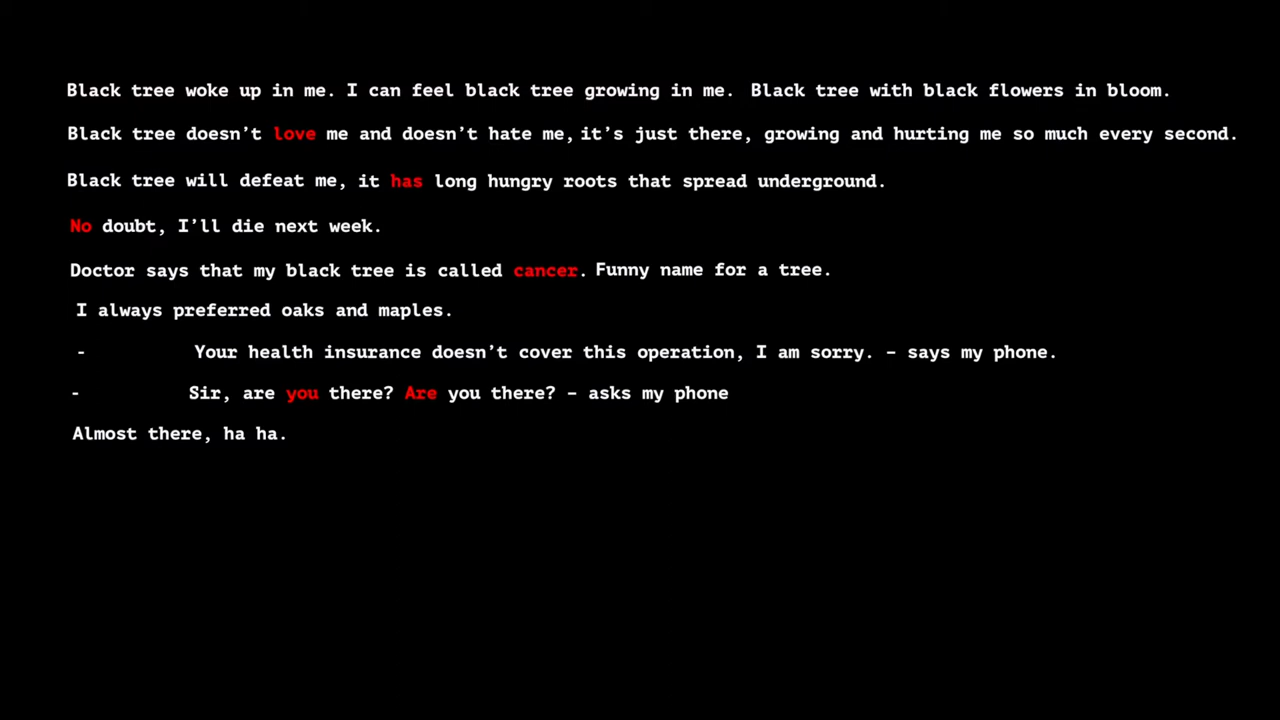 Black tree woke up in me. I can feel black tree growing in me. Black tree with black flowers in bloom.
Black tree doesn’t love me and doesn’t hate me, it’s just there, growing and hurting me so much every second.
Black tree will defeat me, it has long hungry roots that spread underground.
No doubt, I’ll die next week.
Doctor says that my black tree is called cancer. Funny name for a tree.
I always preferred oaks and maples.
- Your health insurance doesn’t cover this operation, I am sorry. – says my phone.
- Sir, are you there? Are you there? – asks my phone
Almost there, ha ha.